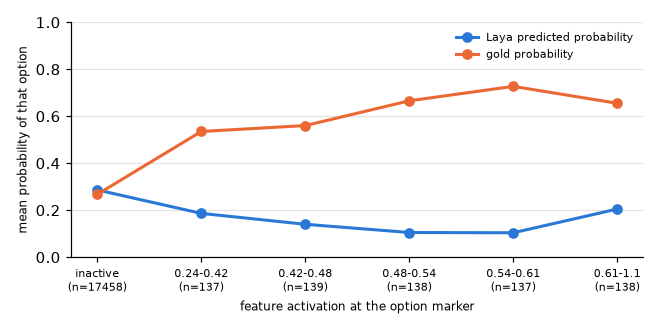 1.0
0.8
0.6
0.4
0.2
0.0
mean probability of that option
Laya predicted probability
gold probability
inactive
(n=17458)
0.24-0.42
(n=137)
0.42-0.48
(n=139)
0.48-0.54
(n=138)
0.54-0.61
(n=137)
0.61-1.1
(n=138)
feature activation at the option marker